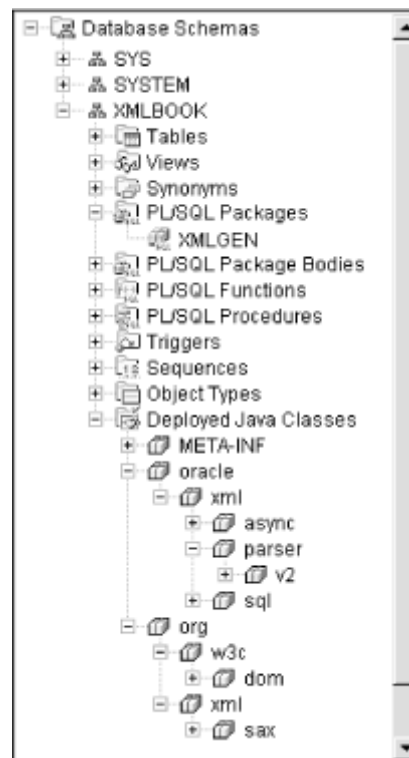 Database Schemas
SYS
SYSTEM
XMLBOOK
Tables
Views
Synonyms
PL/SQL Packages
XMLGEN
PL/SQL Package Bodies
PL/SQL Functions
PL/SQL Procedures
Triggers
Sequences
Object Types
Deployed Java Classes
META-INF
oracle
xml
async
parser
v2
sql
org
w3c
dom
xml
sax